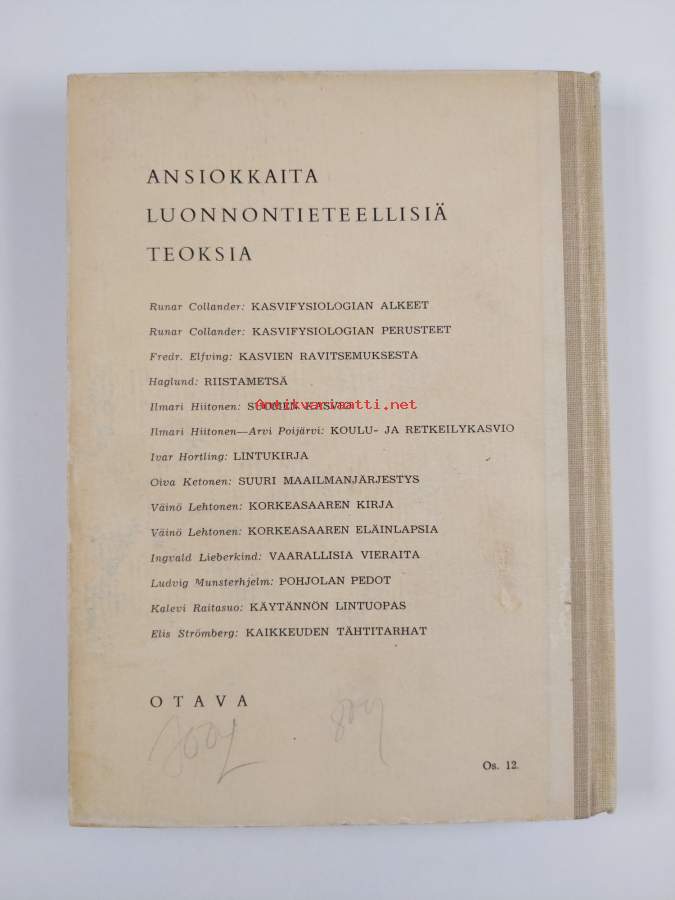 ANSIOKKAITA
LUONNONTIETEELLISIÄ
TEOKSIA
Runar Collander: KASVIFYSIOLOGIAN ALKEET
Runar Collander: KASVIFYSIOLOGIAN PERUSTEET
Fredr. Elfving: KASVIEN RAVITSEMUKSESTA
Haglund: RIISTAMETSÄ
Ilmari Hiitonen: SUOMEN KASVIO
Antikvariaatti.net
Ilmari Hiitonen—Arvi Poijärvi: KOULU- JA RETKEILYKASVIO
Ivar Hortling: LINTUKIRJA
Oiva Ketonen: SUURI MAAILMANJÄRJESTYS
Väinö Lehtonen: KORKEASAAREN KIRJA
Väinö Lehtonen: KORKEASAAREN ELÄINLAPSIA
Ingvald Lieberkind: VAARALLISIA VIERAITA
Ludvig Munsterhjelm: POHJOLAN PEDOT
Kalevi Raitasuo: KÄYTÄNNÖN LINTUOPAS
Elis Strömberg: KAIKKEUDEN TÄHTITARHAT
OTAVA
Os. 12.